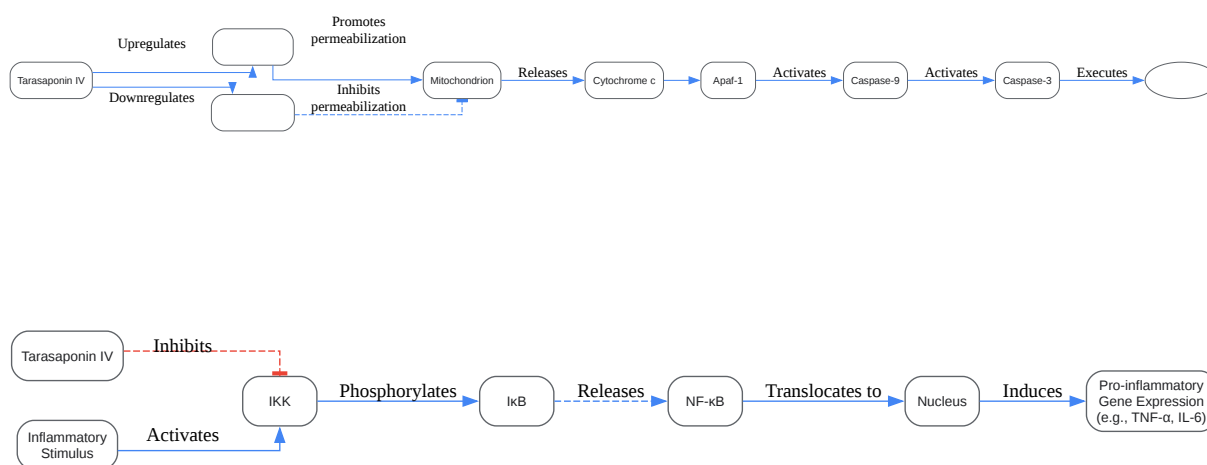 Promotes
permeabilization
Upregulates
Tarasaponin IV
Mitochondrion
Releases
Cytochrome c
Apaf-1
Activates
Caspase-9
Activates
Caspase-3
Executes
Downregulates
Inhibits
permeabilization
Tarasaponin IV
Inhibits
IKK
Phosphorylates
IκB
Releases
NF-κB
Translocates to
Nucleus
Induces
Pro-inflammatory
Gene Expression
(e.g., TNF-α, IL-6)
Inflammatory
Stimulus
Activates